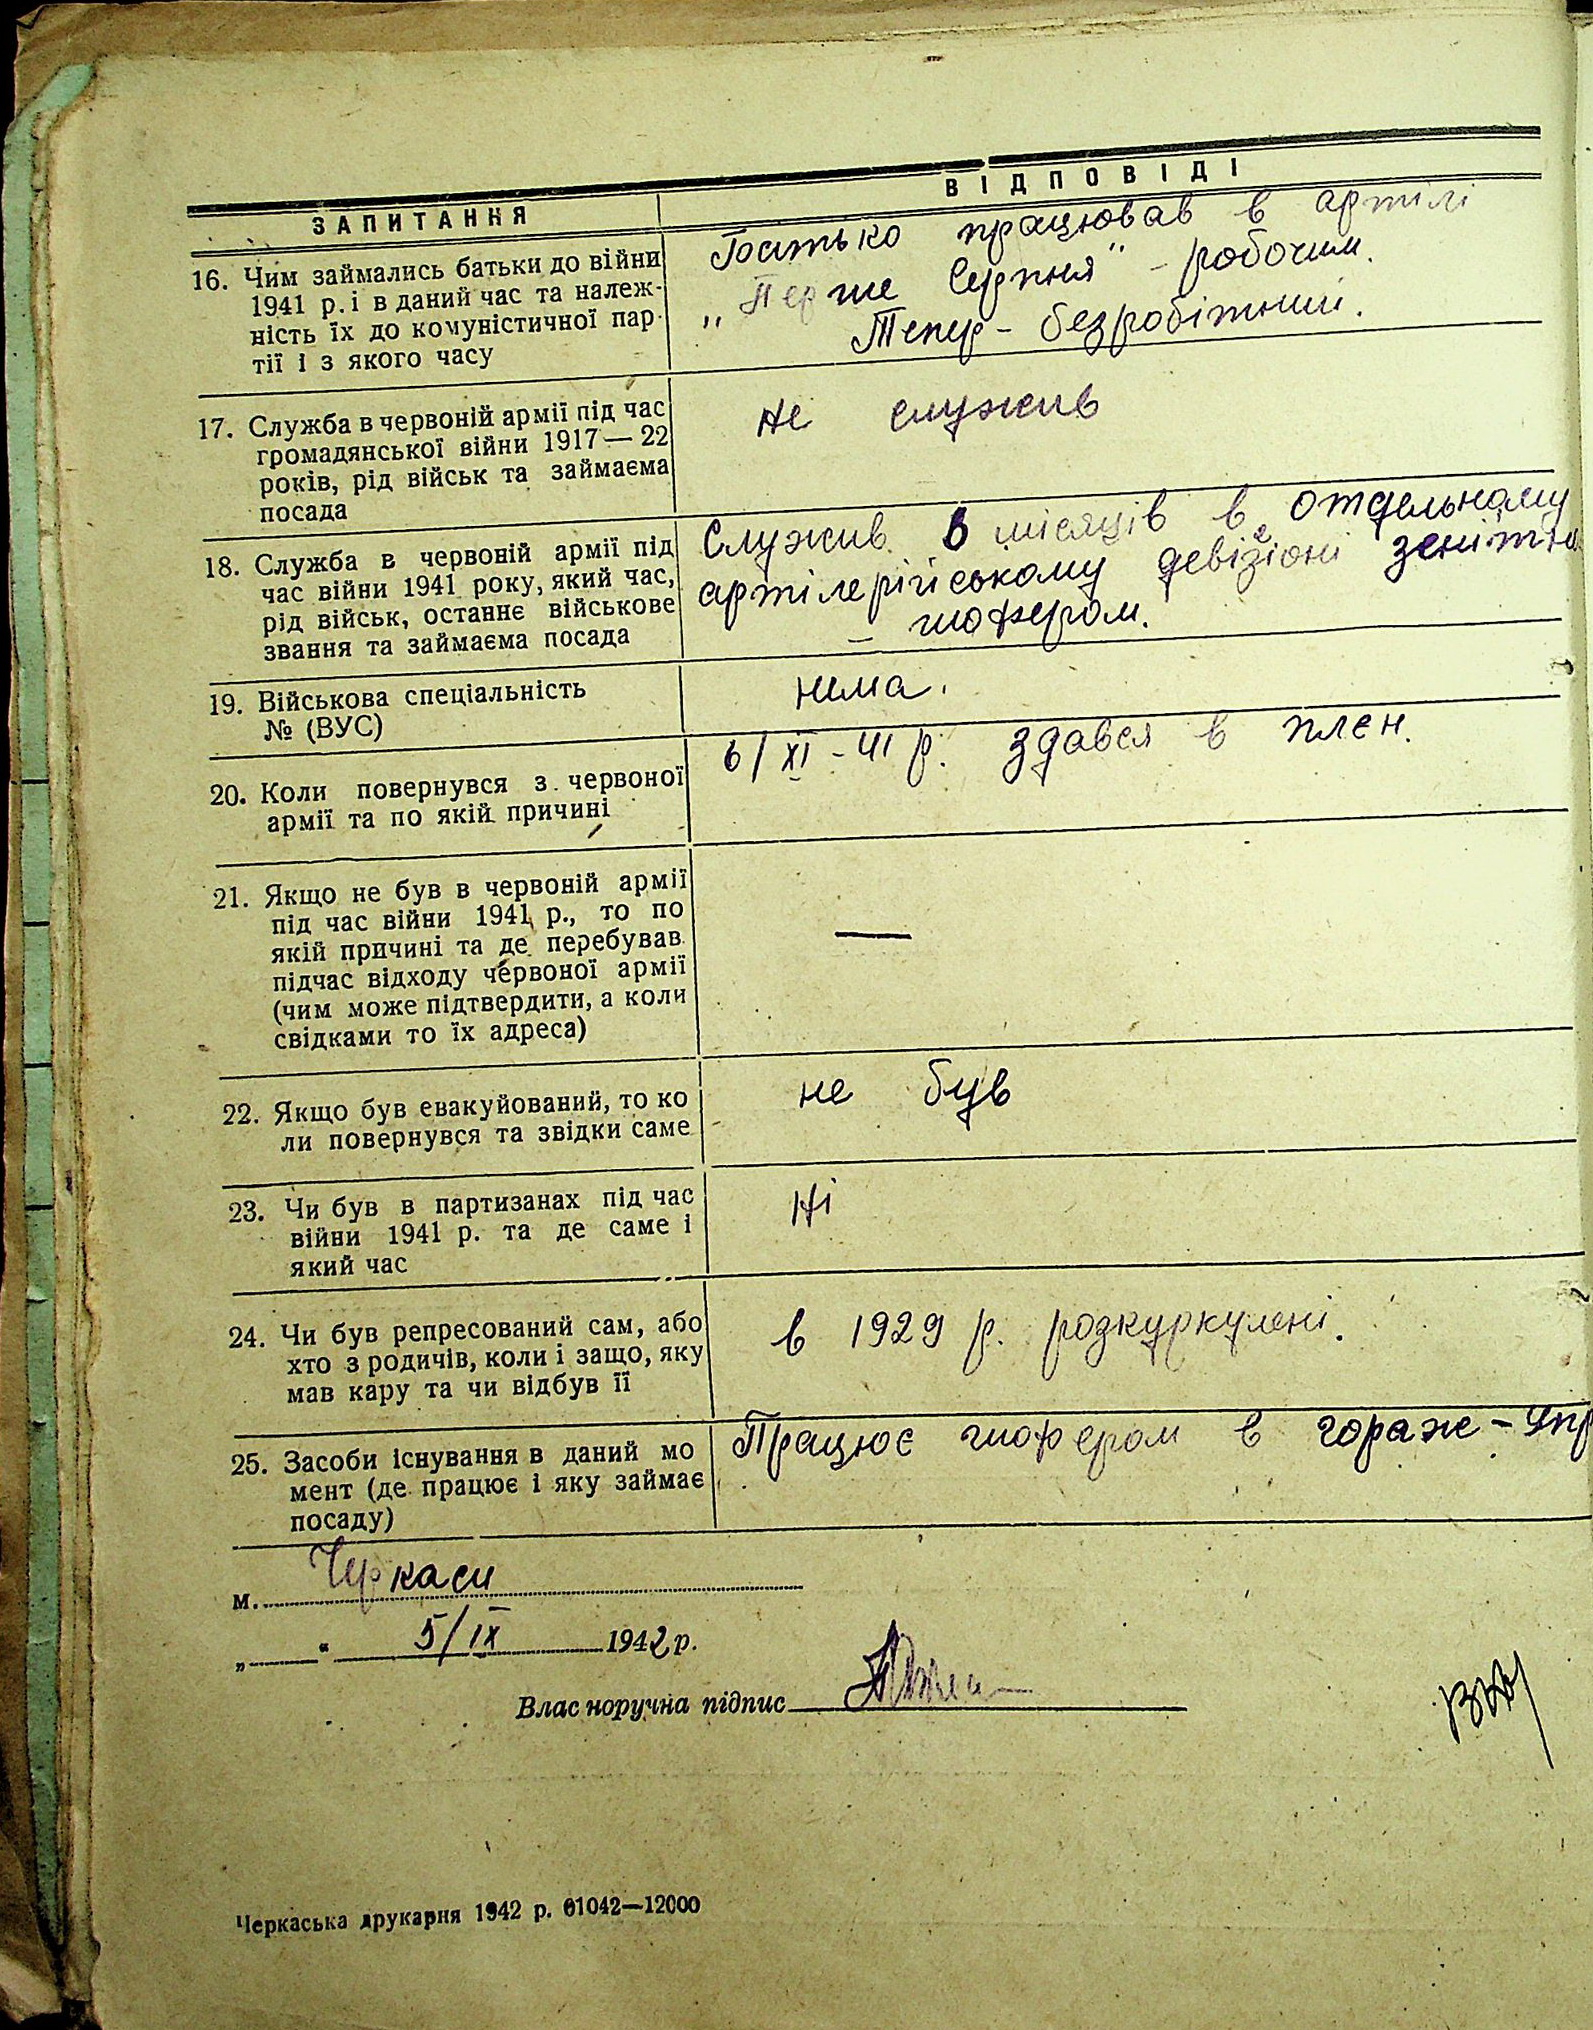 ЗАПИТАННЯ
ВІДПОВІДІ
16. Чим займались батьки до війни
1941 р. і в даний час та належ-
ність їх до комуністичної пар-
тії і з якого часу
Батько працював в артілі
„Перше Серпня" - робочим.
Тепер - безробітний.
17. Служба в червоній армії під час
громадянської війни 1917—22
років, рід військ та займаєма
посада
Не служив
18. Служба в червоній армії під
час війни 1941 року, який час,
рід військ, останнє військове
звання та займаєма посада
Служив 6 місяців в отдельному
артілерійському девізіоні зенітно
– шофером.
19. Військова спеціальність
№ (ВУС)
нема.
20. Коли повернувся з червоної
армії та по якій причині
6/XI - 41 р. здався в плєн.
21. Якщо не був в червоній армії
під час війни 1941 р., то по
якій причині та де перебував
підчас відходу червоної армії
(чим може підтвердити, а коли
свідками то їх адреса)
—
22. Якщо був евакуйований, то ко
ли повернувся та звідки саме
не був
23. Чи був в партизанах під час
війни 1941 р. та де саме і
який час
Ні
24. Чи був репресований сам, або
хто з родичів, коли і защо, яку
мав кару та чи відбув її
в 1929 р. розкуркулені.
25. Засоби існування в даний мо
мент (де працює і яку займає
посаду)
Працює шофером в гораже - Упр
м. Черкаси
„ “ 5/IX 1942 р.
Власноручна підпис
Черкаська друкарня 1942 р. 61042—12000